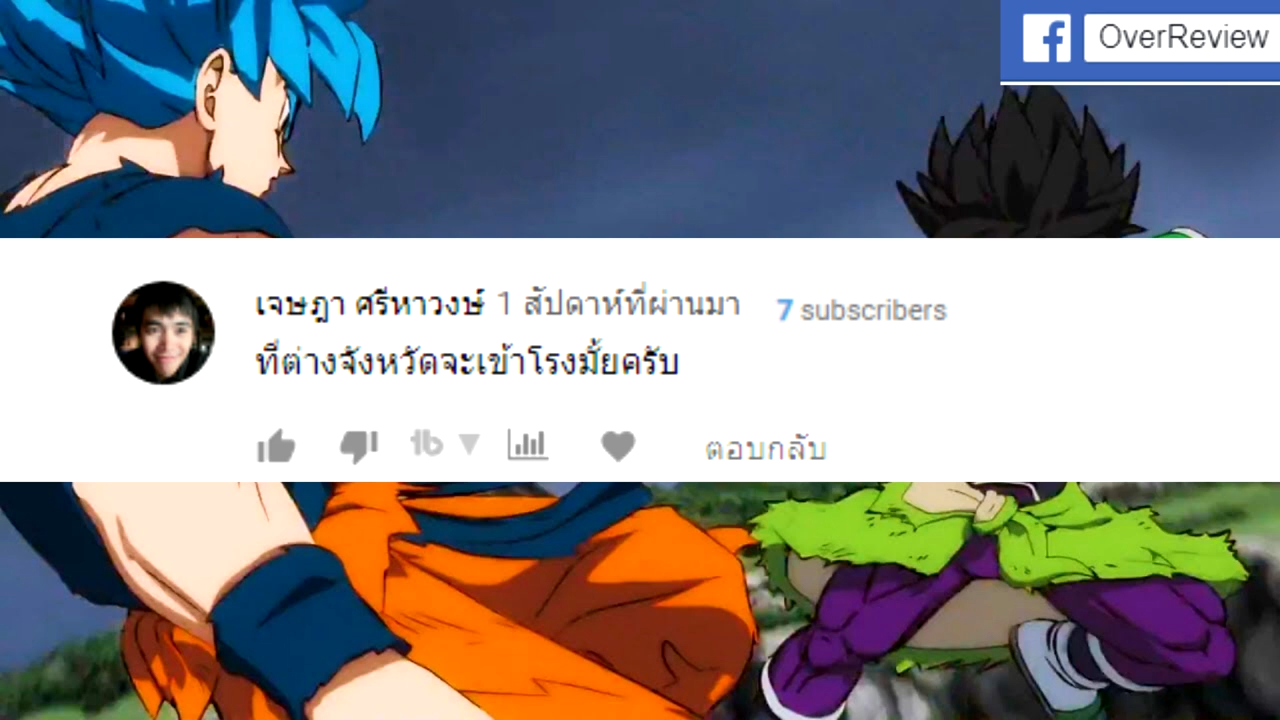 OverReview
เจษฎา ศรีหาวงษ์ 1 สัปดาห์ที่ผ่านมา 7 subscribers
ที่ต่างจังหวัดจะเข้าโรงมั้ยครับ
ตอบกลับ